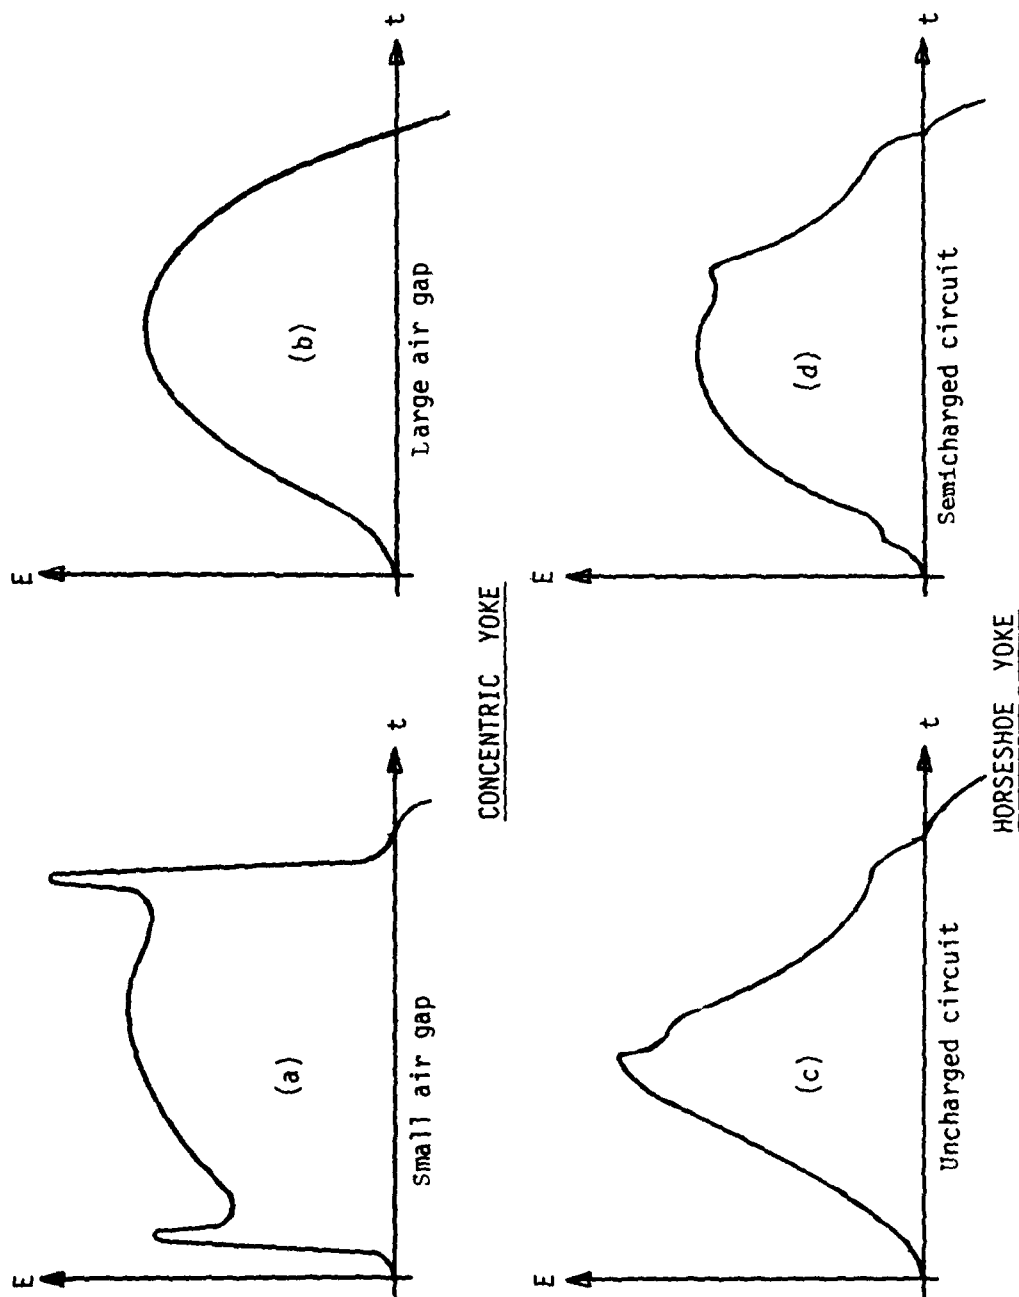 E
t
(a)
Small air gap
E
t
(b)
Large air gap
CONCENTRIC YOKE
E
t
(c)
Uncharged circuit
E
t
(d)
Semicharged circuit
HORSESHOE YOKE